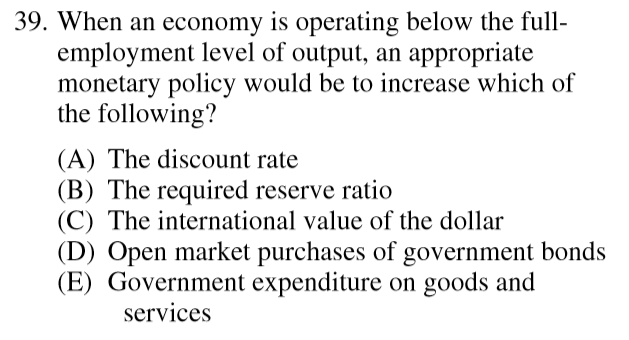 39. When an economy is operating below the full-
employment level of output, an appropriate
monetary policy would be to increase which of
the following?
(A) The discount rate
(B) The required reserve ratio
(C) The international value of the dollar
(D) Open market purchases of government bonds
(E) Government expenditure on goods and
services